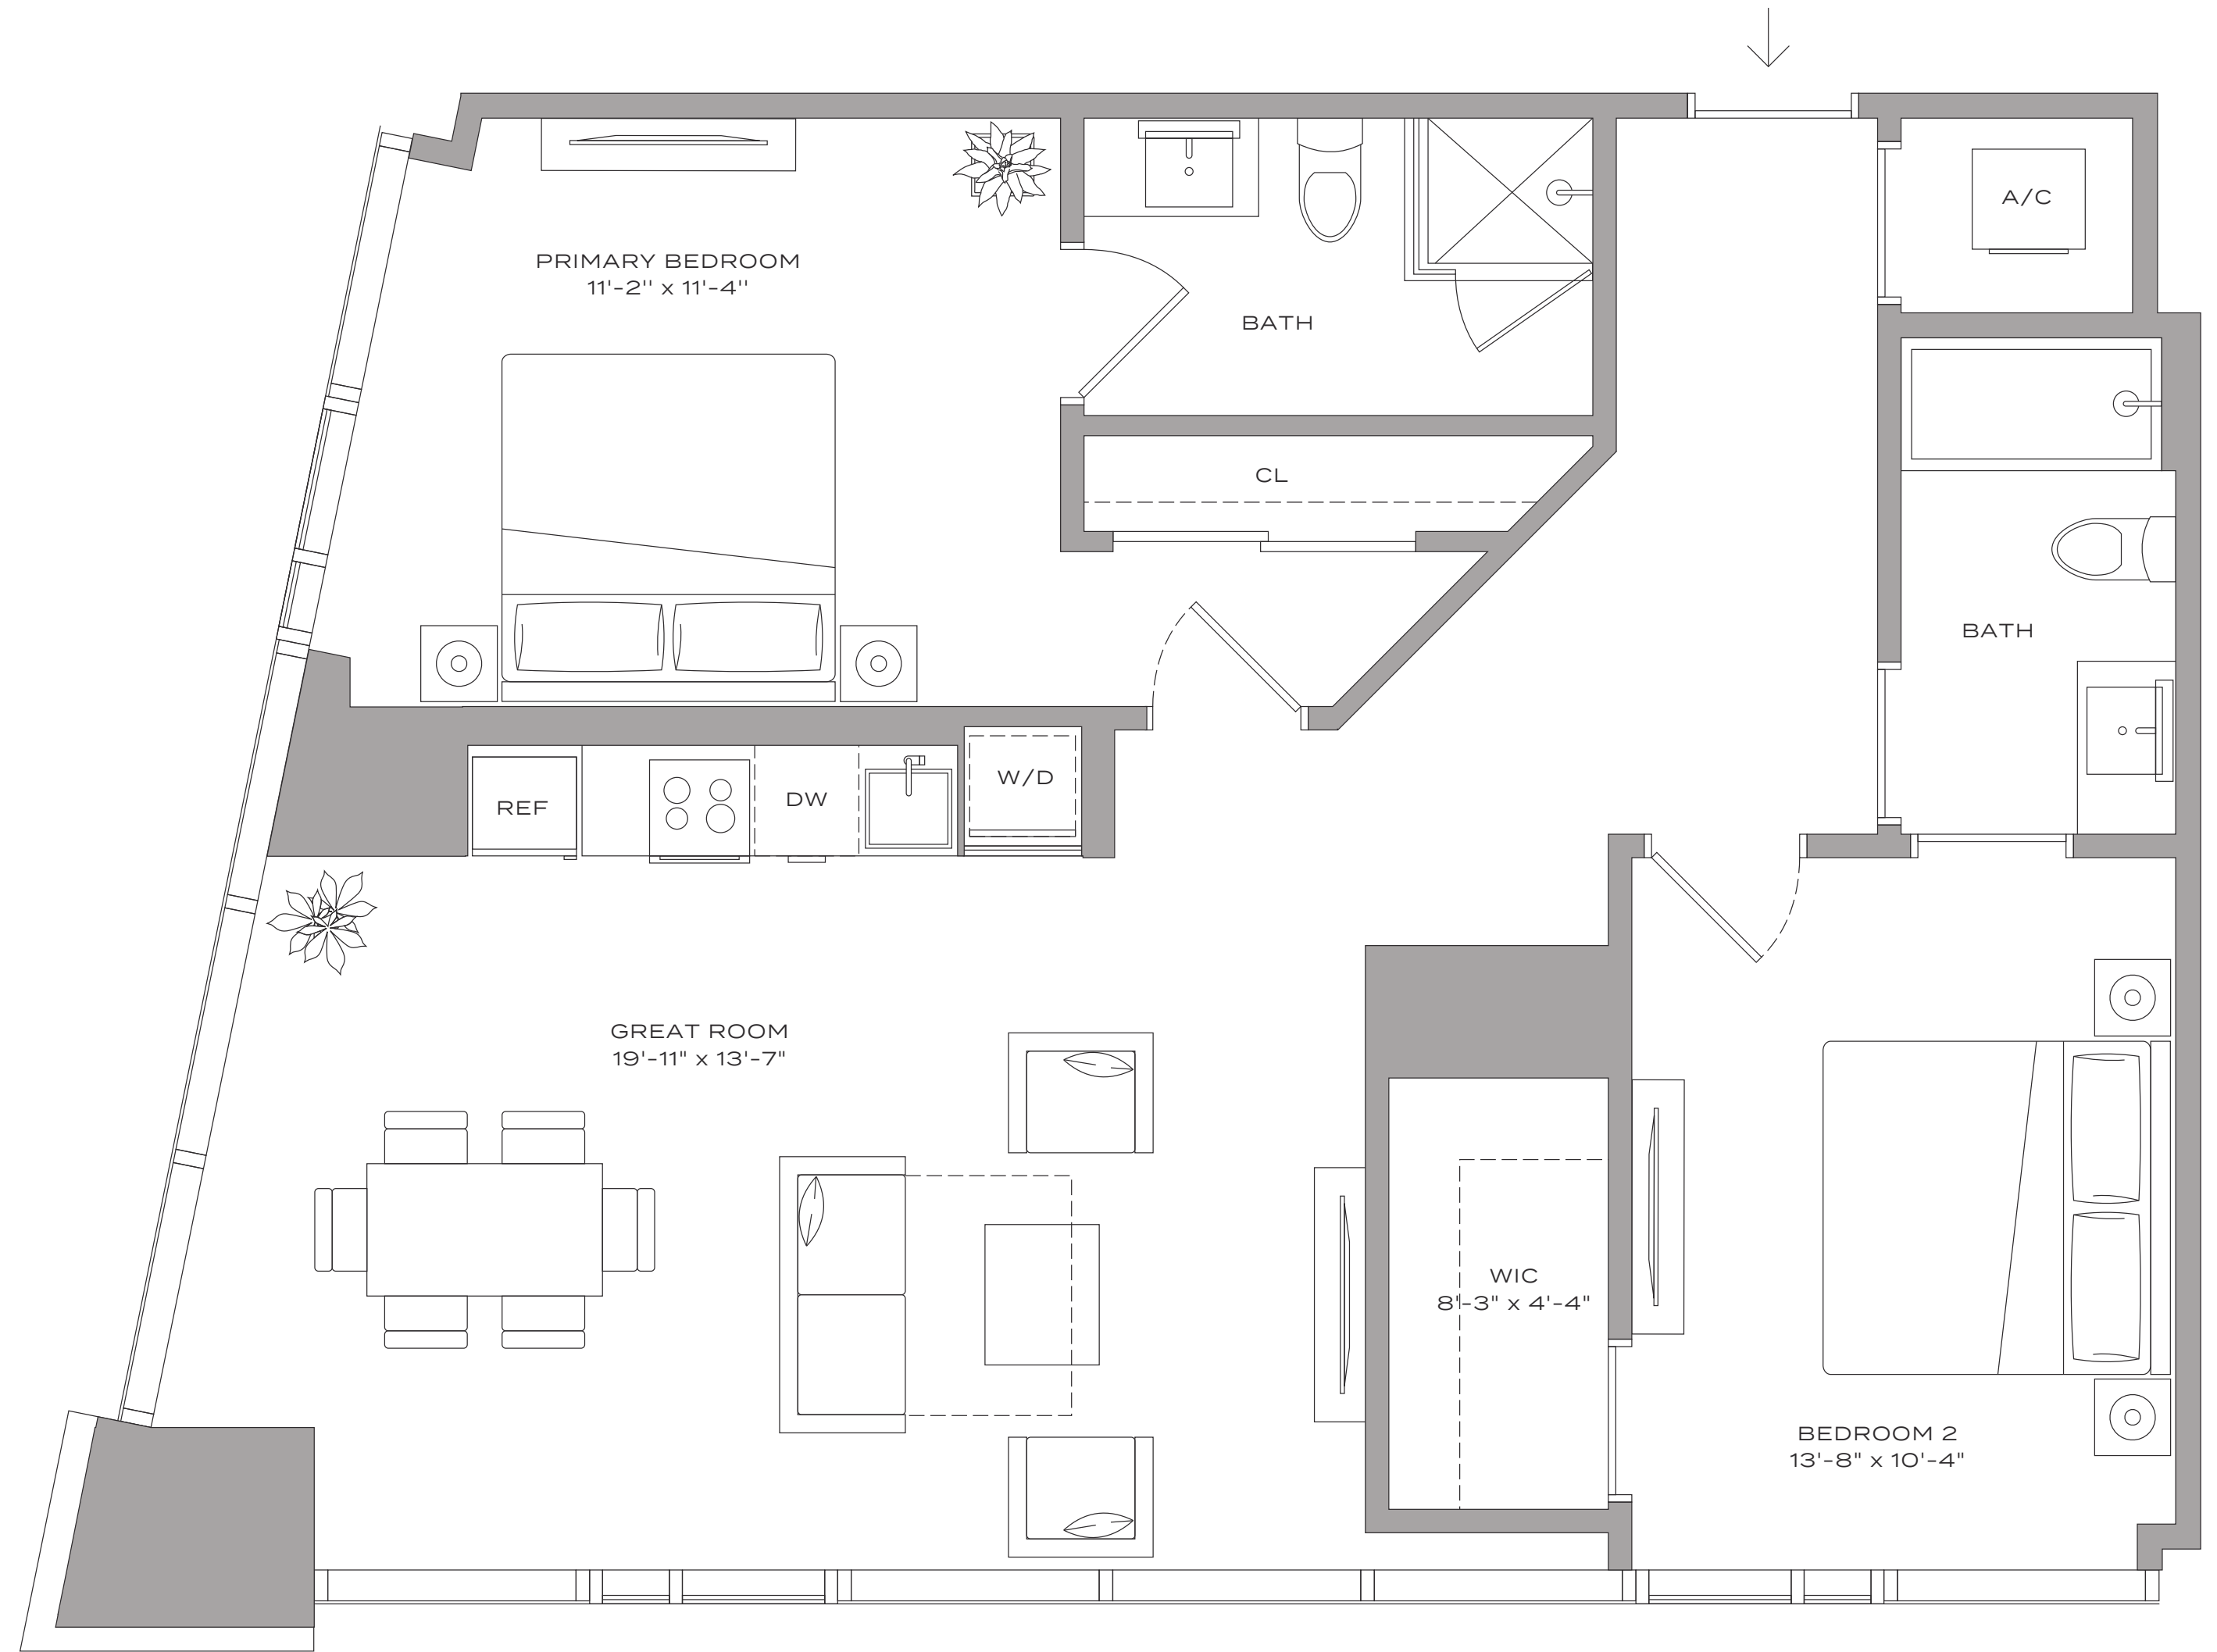 A/C
PRIMARY BEDROOM
11'-2'' x 11'-4''
BATH
CL
BATH
W/D
DW
REF
GREAT ROOM
19'-11" x 13'-7"
WIC
8'-3" x 4'-4"
BEDROOM 2
13'-8" x 10'-4"